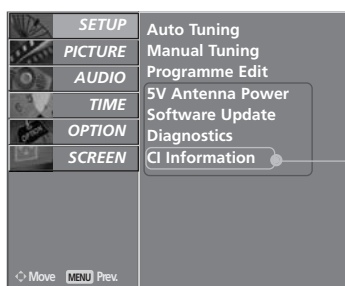 SETUP
PICTURE
AUDIO
TIME
OPTION
SCREEN
Auto Tuning
Manual Tuning
Programme Edit
5V Antenna Power
Software Update
Diagnostics
CI Information
Move MENU Prev.